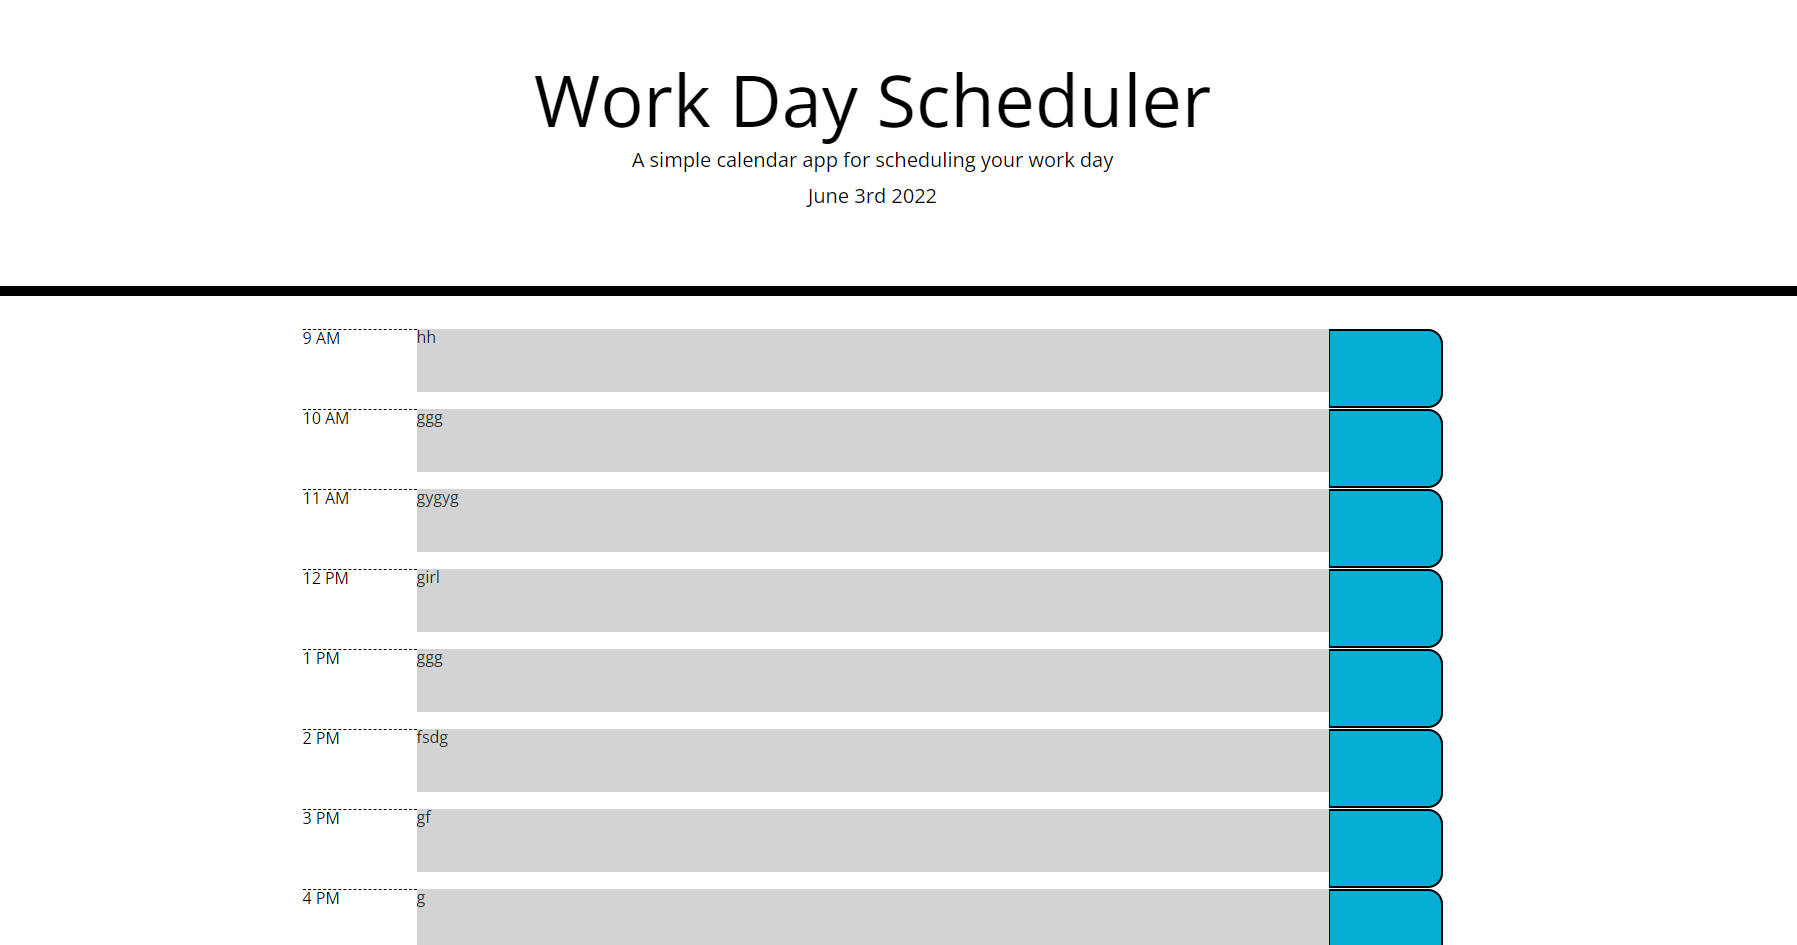 Work Day Scheduler
A simple calendar app for scheduling your work day
June 3rd 2022
9 AM hh
10 AM ggg
11 AM gygyg
12 PM girl
1 PM ggg
2 PM fsdg
3 PM gf
4 PM g